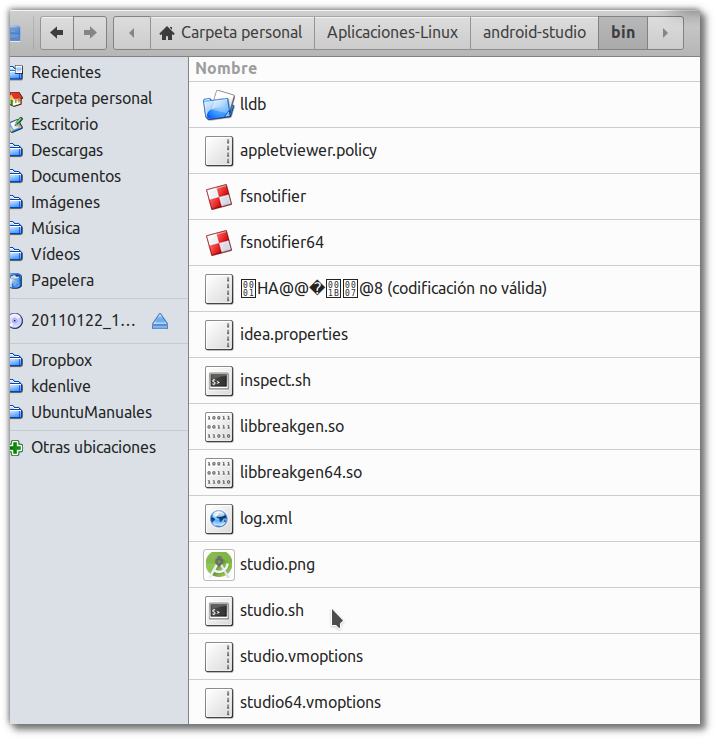 Carpeta personal
Aplicaciones-Linux
android-studio
bin
Recientes
Carpeta personal
Escritorio
Descargas
Documentos
Imágenes
Música
Vídeos
Papelera
20110122_1...
Dropbox
kdenlive
UbuntuManuales
Otras ubicaciones
Nombre
lldb
appletviewer.policy
fsnotifier
fsnotifier64
HA@@�@8 (codificación no válida)
idea.properties
inspect.sh
libbreakgen.so
libbreakgen64.so
log.xml
studio.png
studio.sh
studio.vmoptions
studio64.vmoptions